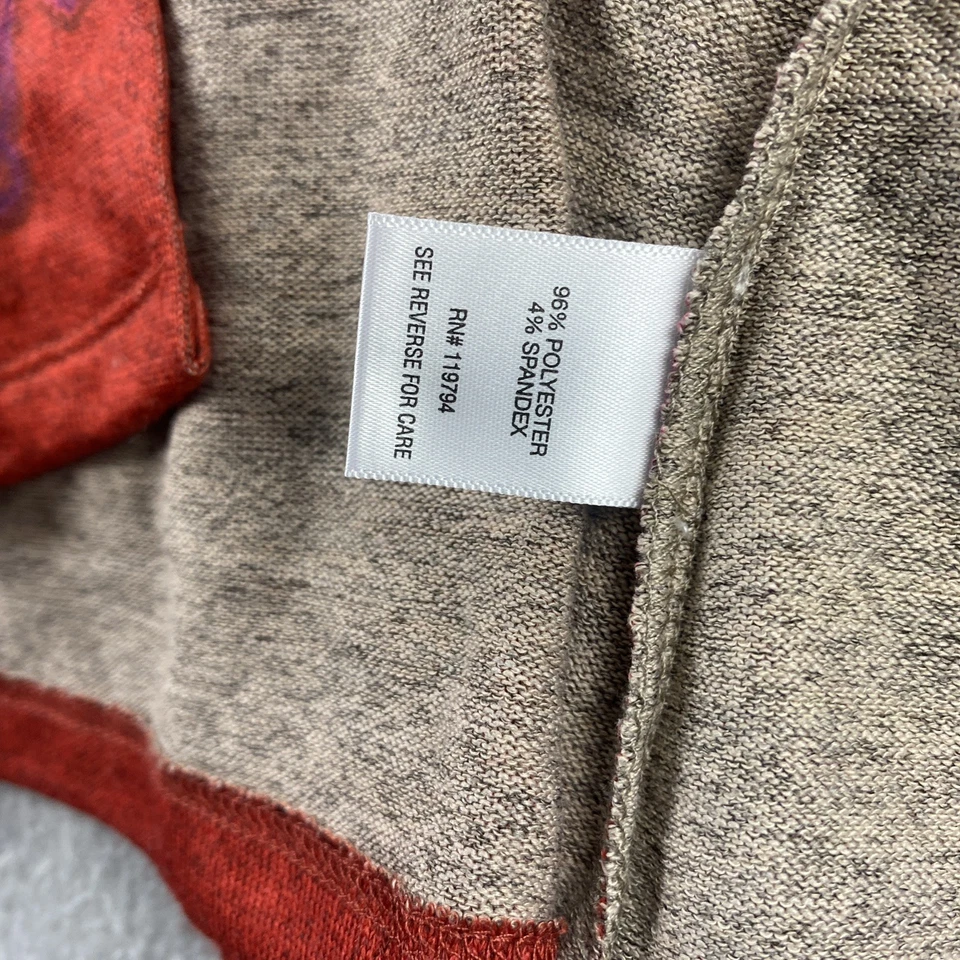 96% POLYESTER
4% SPANDEX
RN# 119794
SEE REVERSE FOR CARE